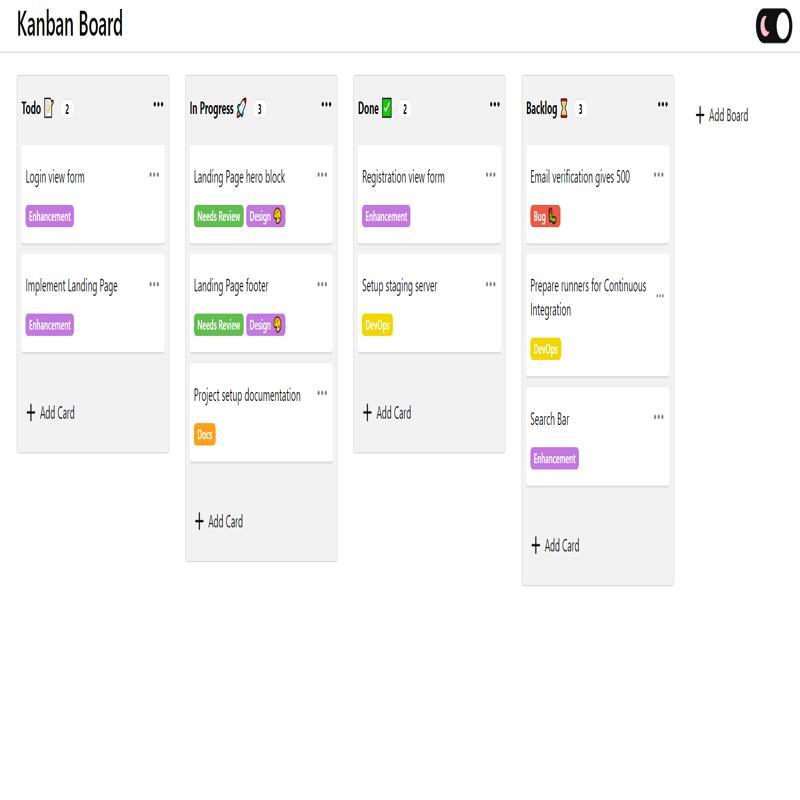 Kanban Board
Todo 📝 2
Login view form
Enhancement
Implement Landing Page
Enhancement
+ Add Card
In Progress 🚀 3
Landing Page hero block
Needs Review Design 🎨
Landing Page footer
Needs Review Design 🎨
Project setup documentation
Docs
+ Add Card
Done ✅ 2
Registration view form
Enhancement
Setup staging server
DevOps
+ Add Card
Backlog ⏳ 3
Email verification gives 500
Bug 🐛
Prepare runners for Continuous
Integration
DevOps
Search Bar
Enhancement
+ Add Card
+ Add Board